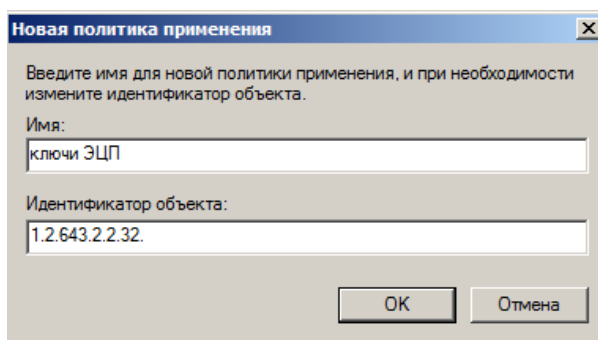 Новая политика применения
Введите имя для новой политики применения, и при необходимости
измените идентификатор объекта.
Имя:
ключи ЭЦП
Идентификатор объекта:
1.2.643.2.2.32.
OK
Отмена